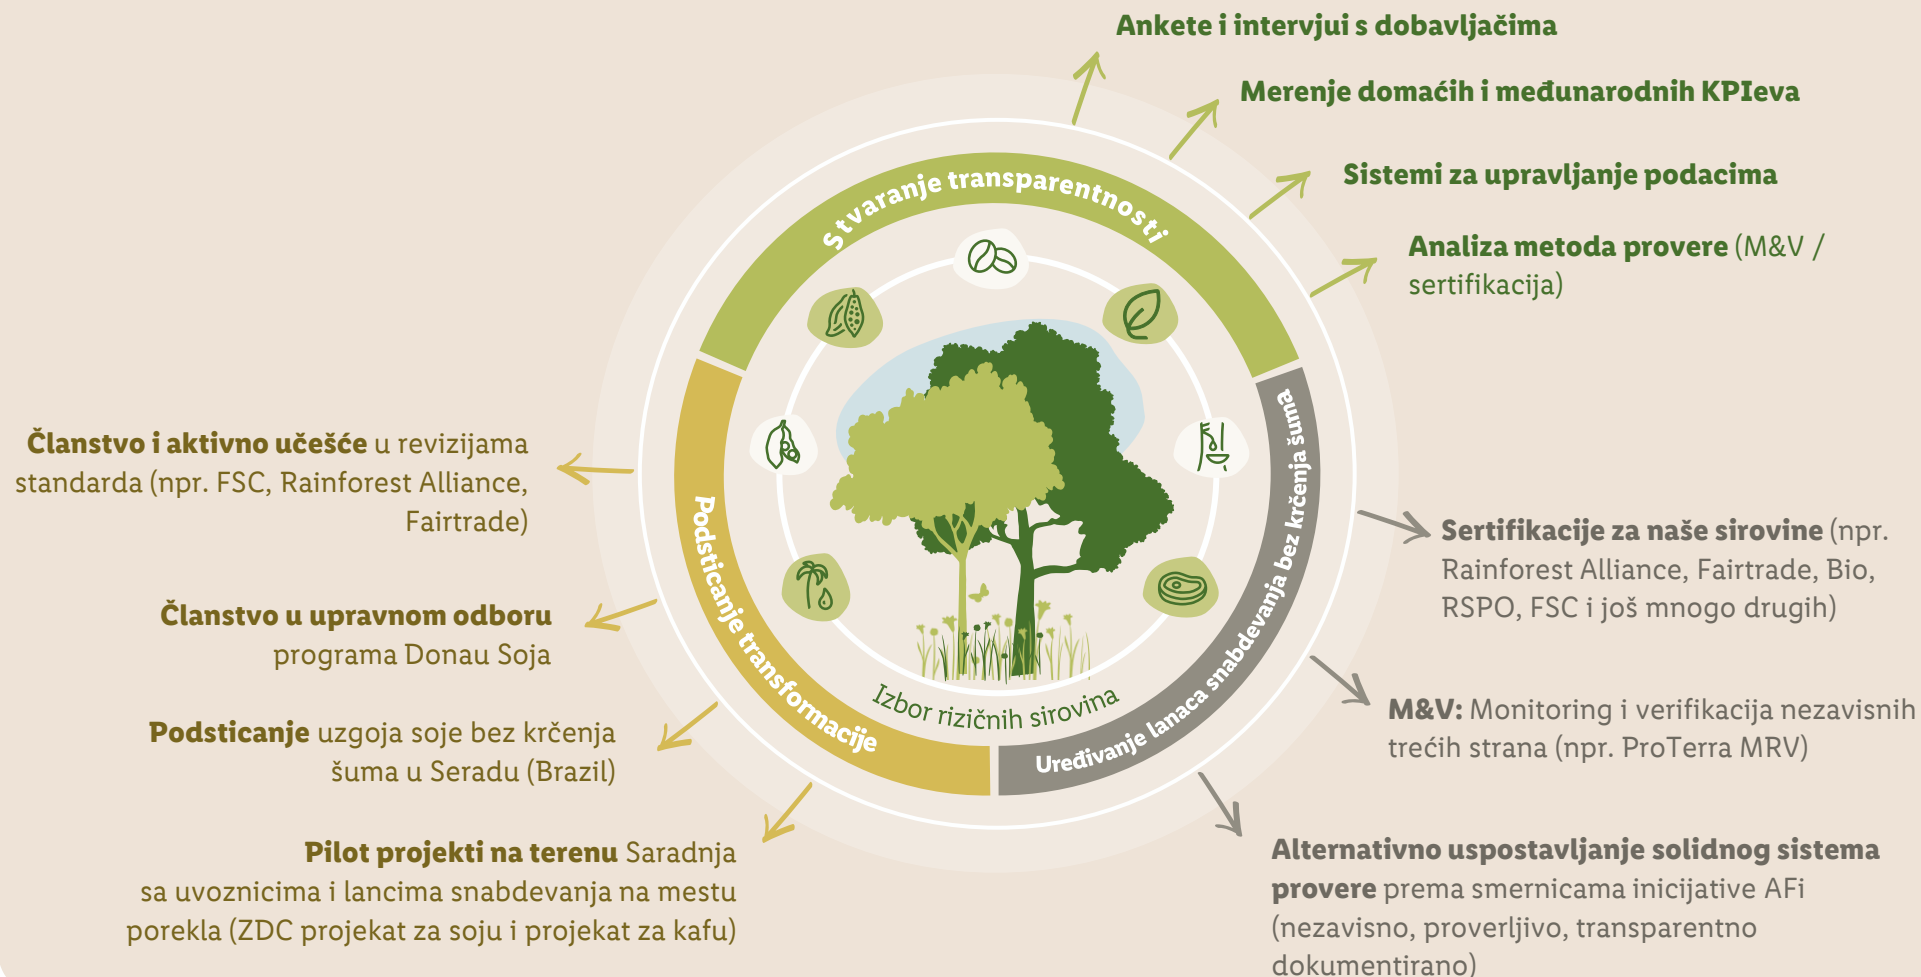 Ankete i intervjui s dobavljačima
Merenje domaćih i međunarodnih KPIeva
Sistemi za upravljanje podacima
Analiza metoda provere (M&V /
sertifikacija)
Stvaranje transparentnosti
Uređivanje lanaca snabdevanja bez krčenja šuma
Podsticanje transformacije
Izbor rizičnih sirovina
Članstvo i aktivno učešće u revizijama
standarda (npr. FSC, Rainforest Alliance,
Fairtrade)
Članstvo u upravnom odboru
programa Donau Soja
Podsticanje uzgoja soje bez krčenja
šuma u Seradu (Brazil)
Pilot projekti na terenu Saradnja
sa uvoznicima i lancima snabdevanja na mestu
porekla (ZDC projekat za soju i projekat za kafu)
Sertifikacije za naše sirovine (npr.
Rainforest Alliance, Fairtrade, Bio,
RSPO, FSC i još mnogo drugih)
M&V: Monitoring i verifikacija nezavisnih
trećih strana (npr. ProTerra MRV)
Alternativno uspostavljanje solidnog sistema
provere prema smernicama inicijative AFi
(nezavisno, proverljivo, transparentno
dokumentirano)